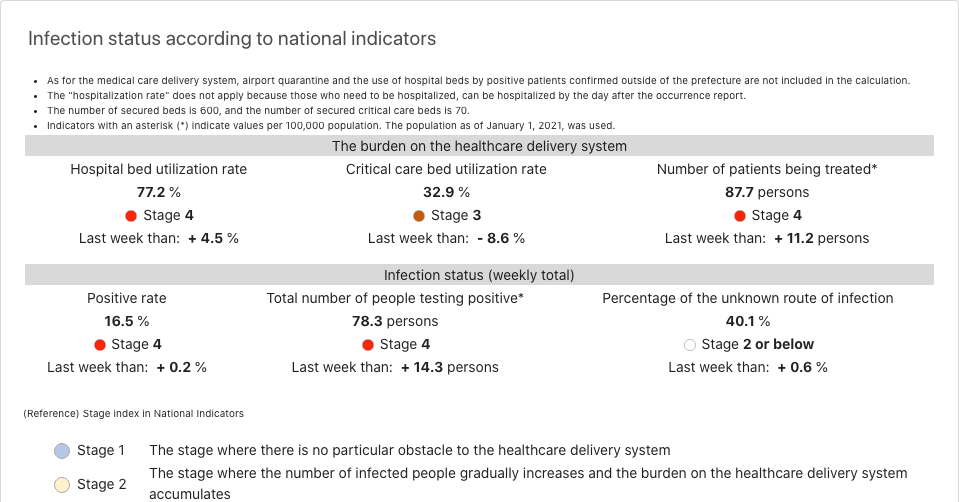 Infection status according to national indicators
• As for the medical care delivery system, airport quarantine and the use of hospital beds by positive patients confirmed outside of the prefecture are not included in the calculation.
• The "hospitalization rate" does not apply because those who need to be hospitalized, can be hospitalized by the day after the occurrence report.
• The number of secured beds is 600, and the number of secured critical care beds is 70.
• Indicators with an asterisk (*) indicate values per 100,000 population. The population as of January 1, 2021, was used.
The burden on the healthcare delivery system
Hospital bed utilization rate Critical care bed utilization rate Number of patients being treated*
77.2 % 32.9 % 87.7 persons
Stage 4 Stage 3 Stage 4
Last week than: + 4.5 % Last week than: - 8.6 % Last week than: + 11.2 persons
Infection status (weekly total)
Positive rate Total number of people testing positive* Percentage of the unknown route of infection
16.5 % 78.3 persons 40.1 %
Stage 4 Stage 4 Stage 2 or below
Last week than: + 0.2 % Last week than: + 14.3 persons Last week than: + 0.6 %
(Reference) Stage index in National Indicators
Stage 1 The stage where there is no particular obstacle to the healthcare delivery system
Stage 2 The stage where the number of infected people gradually increases and the burden on the healthcare delivery system
accumulates